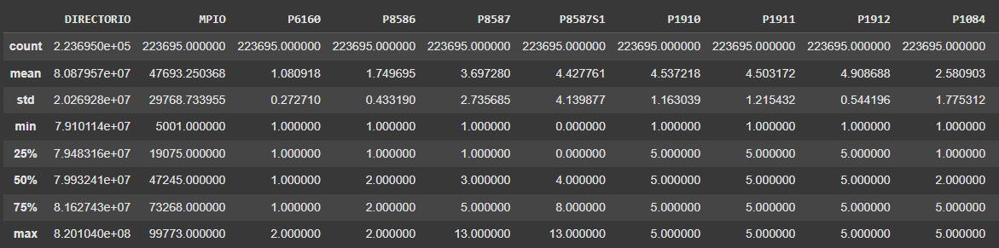 DIRECTORIO MPIO P6160 P8586 P8587 P8587S1 P1910 P1911 P1912 P1084
count 2.236950e+05 223695.000000 223695.000000 223695.000000 223695.000000 223695.000000 223695.000000 223695.000000 223695.000000 223695.000000
mean 8.087957e+07 47693.250368 1.080918 1.749695 3.697280 4.427761 4.537218 4.503172 4.908688 2.580903
std 2.026928e+07 29768.733955 0.272710 0.433190 2.735685 4.139877 1.163039 1.215432 0.544196 1.775312
min 7.910114e+07 5001.000000 1.000000 1.000000 1.000000 0.000000 1.000000 1.000000 1.000000 1.000000
25% 7.948316e+07 19075.000000 1.000000 1.000000 1.000000 0.000000 5.000000 5.000000 5.000000 1.000000
50% 7.993241e+07 47245.000000 1.000000 2.000000 3.000000 4.000000 5.000000 5.000000 5.000000 2.000000
75% 8.162743e+07 73268.000000 1.000000 2.000000 5.000000 8.000000 5.000000 5.000000 5.000000 5.000000
max 8.201040e+08 99773.000000 2.000000 2.000000 13.000000 13.000000 5.000000 5.000000 5.000000 5.000000